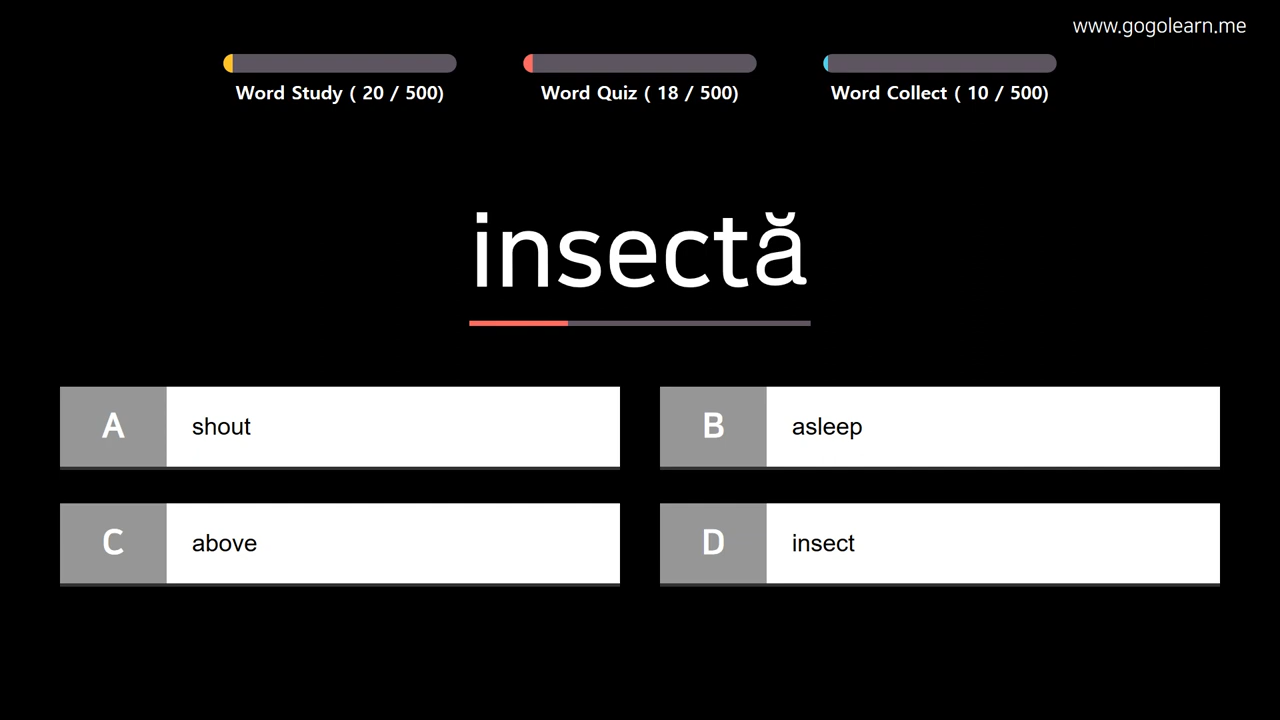 www.gogolearn.me
Word Study ( 20 / 500)
Word Quiz ( 18 / 500)
Word Collect ( 10 / 500)
insectă
A shout
B asleep
C above
D insect